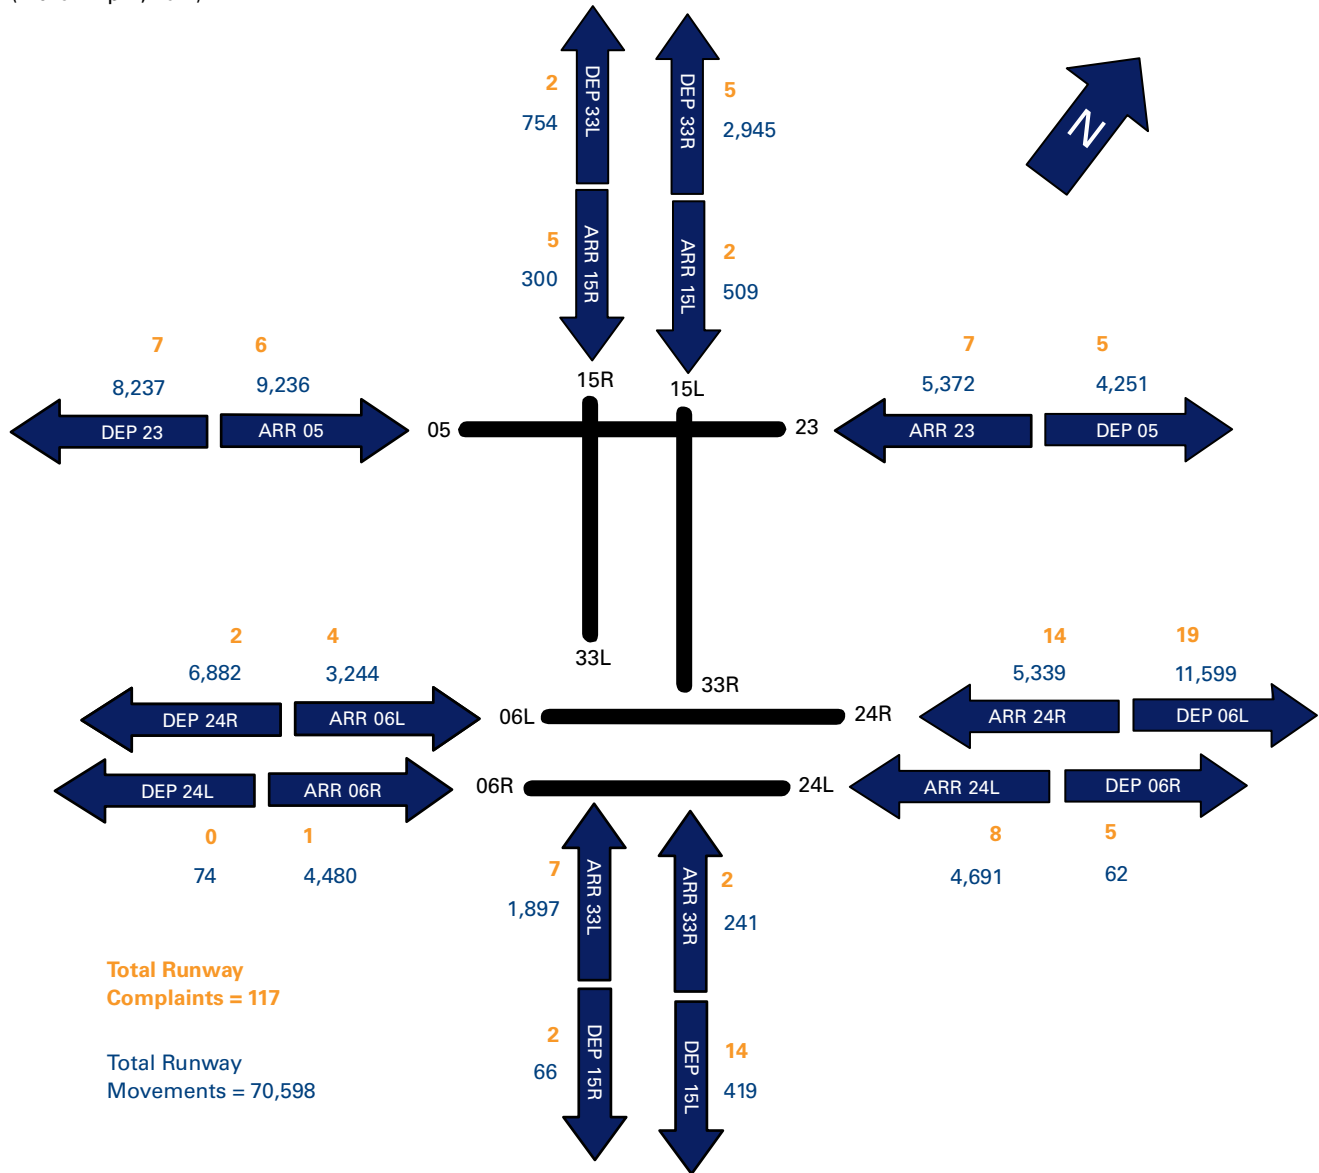 2
754
DEP 33L
DEP 33R
5
2,945
N
5
300
ARR 15R
ARR 15L
2
509
7
6
8,237
9,236
DEP 23
ARR 05
15R
15L
05
23
7
5
5,372
4,251
ARR 23
DEP 05
33L
33R
2
4
6,882
3,244
DEP 24R
ARR 06L
06L
24R
14
19
5,339
11,599
ARR 24R
DEP 06L
DEP 24L
ARR 06R
06R
24L
ARR 24L
DEP 06R
0
1
74
4,480
8
5
4,691
62
7
1,897
ARR 33L
ARR 33R
2
241
2
66
DEP 15R
DEP 15L
14
419
Total Runway
Complaints = 117
Total Runway
Movements = 70,598